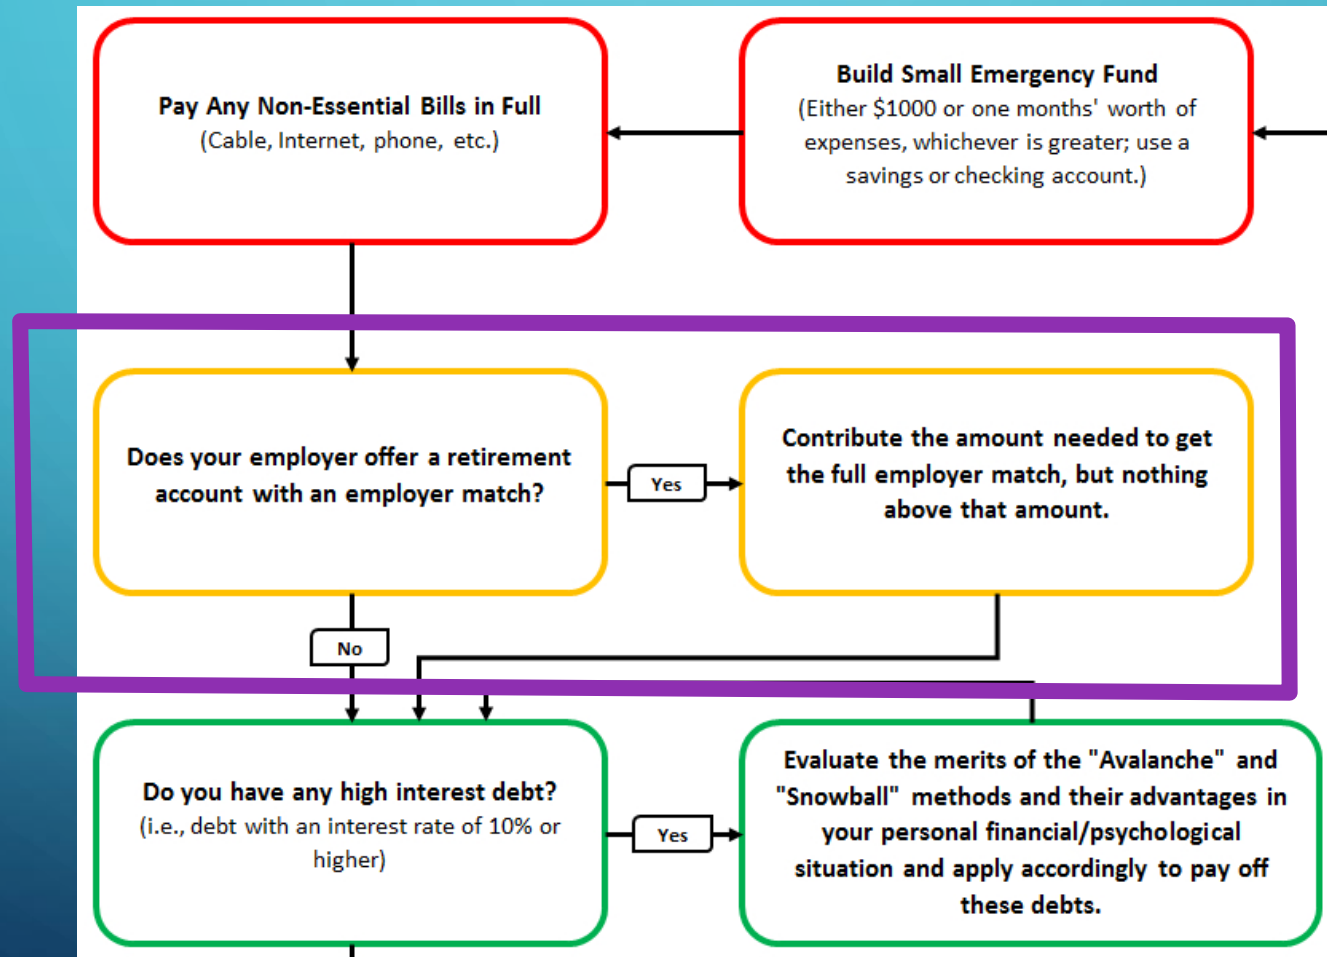 Pay Any Non-Essential Bills in Full
(Cable, Internet, phone, etc.)
Build Small Emergency Fund
(Either $1000 or one months' worth of
expenses, whichever is greater; use a
savings or checking account.)
Does your employer offer a retirement
account with an employer match?
Yes
Contribute the amount needed to get
the full employer match, but nothing
above that amount.
No
Do you have any high interest debt?
(i.e., debt with an interest rate of 10% or
higher)
Yes
Evaluate the merits of the "Avalanche" and
"Snowball" methods and their advantages in
your personal financial/psychological
situation and apply accordingly to pay off
these debts.